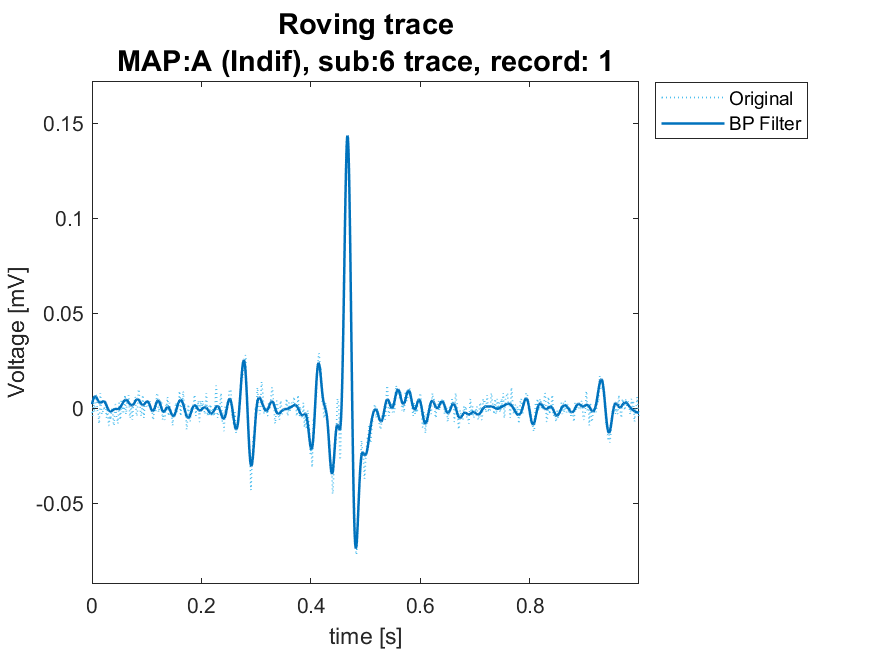 Roving trace
MAP:A (Indif), sub:6 trace, record: 1
Original
BP Filter
0.15
0.1
0.05
0
-0.05
Voltage [mV]
0
0.2
0.4
0.6
0.8
time [s]